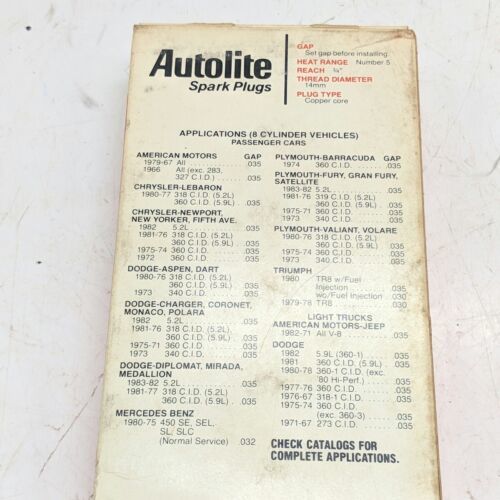 Autolite
Spark Plugs
GAP
Set gap before installing.
HEAT RANGE Number 5
REACH ¾"
THREAD DIAMETER
14mm
PLUG TYPE
Copper core
APPLICATIONS (8 CYLINDER VEHICLES)
PASSENGER CARS
AMERICAN MOTORS GAP
1979-67 All .035
1966 All (exc. 283,
327 C.I.D.) .035
CHRYSLER-LEBARON
1980-77 318 C.I.D. (5.2L)
360 C.I.D. (5.9L) .035
CHRYSLER-NEWPORT,
NEW YORKER, FIFTH AVE.
1982 5.2L .035
1981-76 318 C.I.D. (5.2L)
360 C.I.D. (5.9L) .035
1975-74 360 C.I.D. .035
1972 360 C.I.D. .035
DODGE-ASPEN, DART
1980-76 318 C.I.D. (5.2L)
360 C.I.D. (5.9L) .035
1973 340 C.I.D. .035
DODGE-CHARGER, CORONET,
MONACO, POLARA
1982 5.2L .035
1981-76 318 C.I.D. (5.2L)
360 C.I.D. (5.9L) .035
1975-71 360 C.I.D. .035
1973 340 C.I.D. .035
DODGE-DIPLOMAT, MIRADA,
MEDALLION
1983-82 5.2L .035
1981-77 318 C.I.D. (5.2L)
360 C.I.D. (5.9L) .035
MERCEDES BENZ
1980-75 450 SE, SEL,
SL, SLC
(Normal Service) .032
PLYMOUTH-BARRACUDA GAP
1974 360 C.I.D. .035
PLYMOUTH-FURY, GRAN FURY,
SATELLITE
1983-82 5.2L .035
1981-76 319 C.I.D. (5.2L)
360 C.I.D. (5.9L) .035
1975-71 360 C.I.D. .035
1973 340 C.I.D. .035
PLYMOUTH-VALIANT, VOLARE
1980-76 318 C.I.D. (5.2L)
360 C.I.D. (5.9L) .035
1973 340 C.I.D. .035
TRIUMPH
1980 TR8 w/Fuel
Injection .035
wo/Fuel Injection .030
1979-78 TR8 .030
LIGHT TRUCKS
AMERICAN MOTORS-JEEP
1982-71 All V-8 .035
DODGE
1982 5.9L (360-1) .035
1981 360 C.I.D. (5.9L) .035
1980-78 360-1 C.I.D. (exc.
'80 Hi-Perf.) .035
1977-76 360 C.I.D. .035
1976-67 318-1 C.I.D. .035
1975-74 360 C.I.D.
(exc. 360-3) .035
1971-67 273 C.I.D. .035
CHECK CATALOGS FOR
COMPLETE APPLICATIONS.